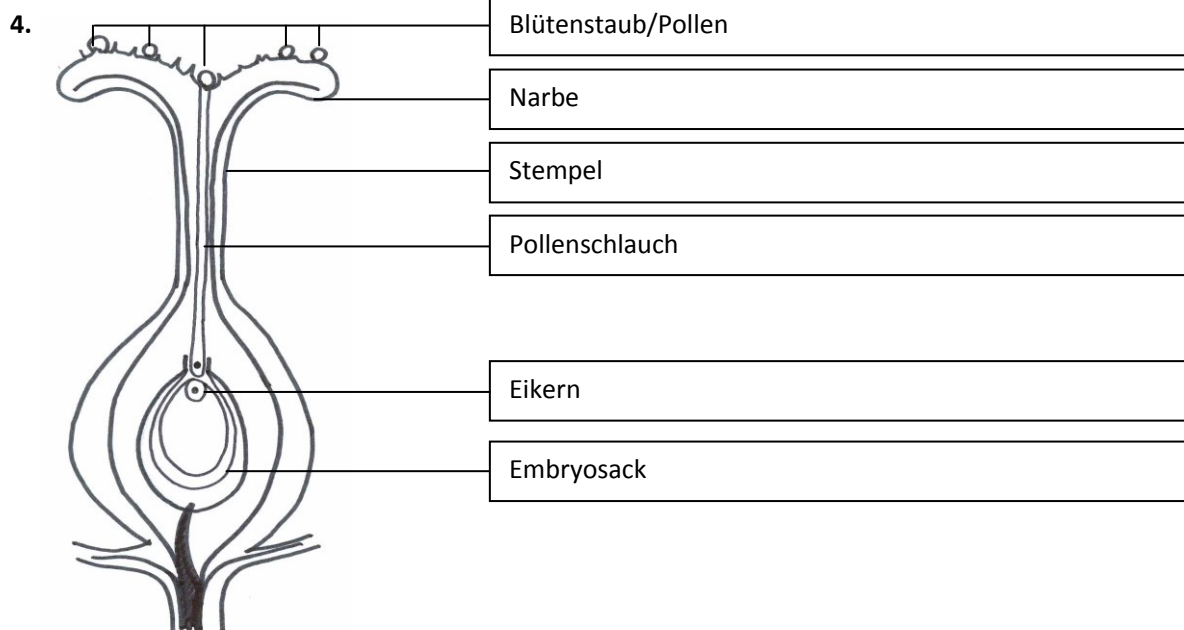 4.
Blütenstaub/Pollen
Narbe
Stempel
Pollenschlauch
Eikern
Embryosack